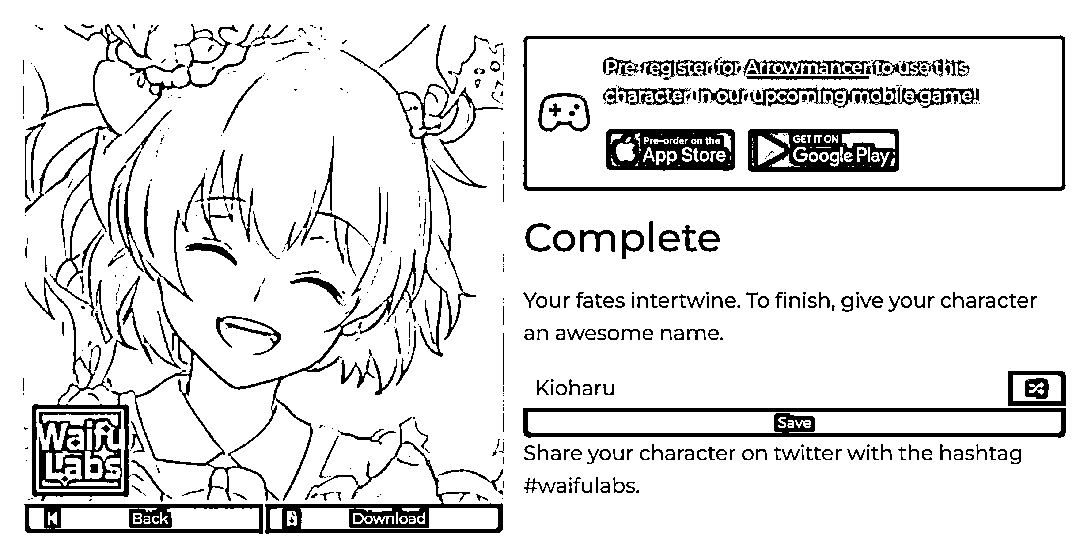 Pre-register for Arrowmancer to use this
character in our upcoming mobile game!
Pre-order on the
App Store
GET IT ON
Google Play
Complete
Your fates intertwine. To finish, give your character
an awesome name.
Kioharu
Save
Share your character on twitter with the hashtag
#waifulabs.
Waifu
Labs
Back
Download